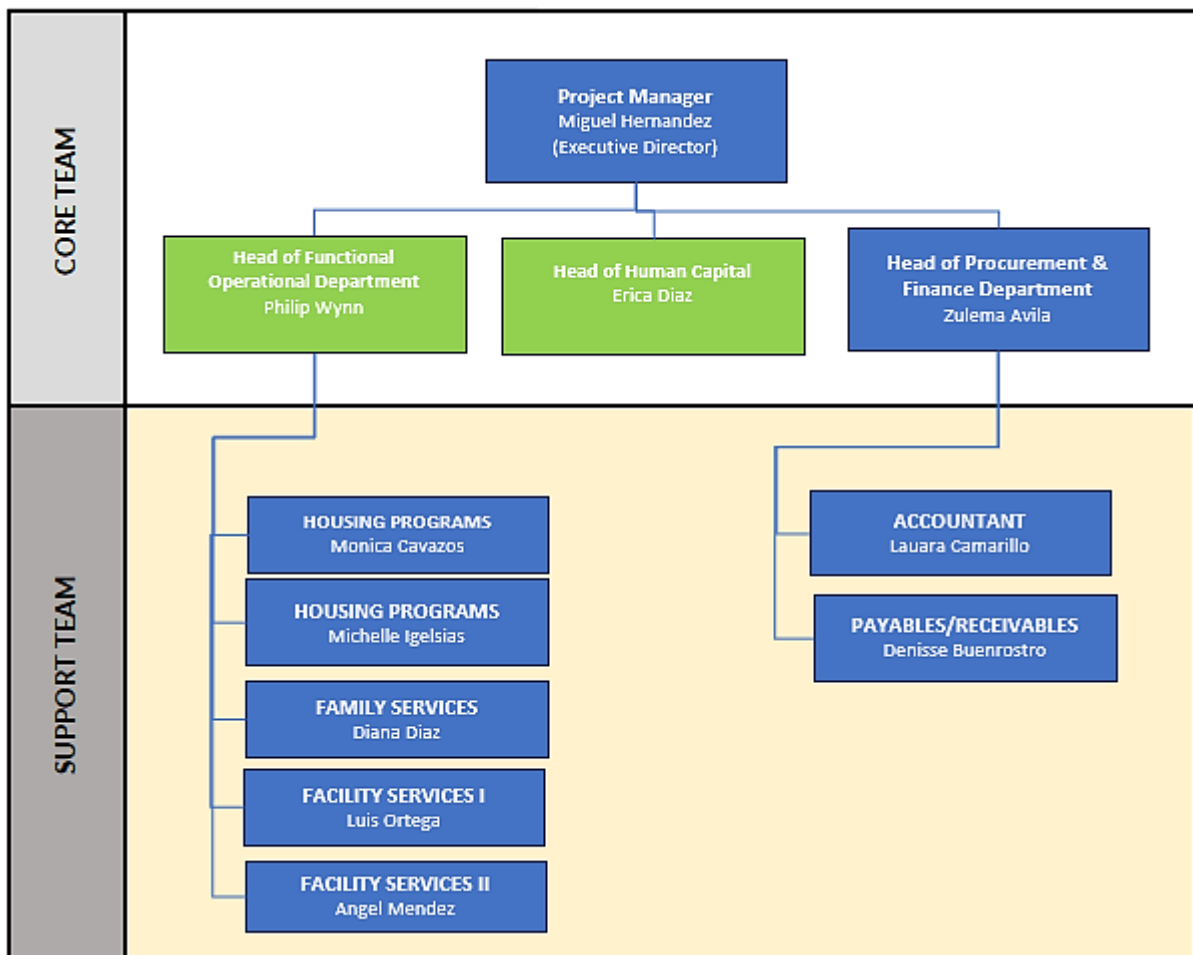 CORE TEAM
Project Manager
Miguel Hernandez
(Executive Director}
Head of Functional
Operational Department
Philip Wynn
Head of Human Capital
Erica Diaz
Head of Procurement &
Finance Department
Zulema Avila
SUPPORT TEAM
HOUSING PROGRAMS
Monica Cavazos
HOUSING PROGRAMS
Michelle Igelsias
FAMILY SERVICES
Diana Diaz
FACILITY SERVICES I
Luis Ortega
FACILITY SERVICES II
Angel Mendez
ACCOUNTANT
Lauara Camarillo
PAYABLES/RECEIVABLES
Denisse Buenrostro